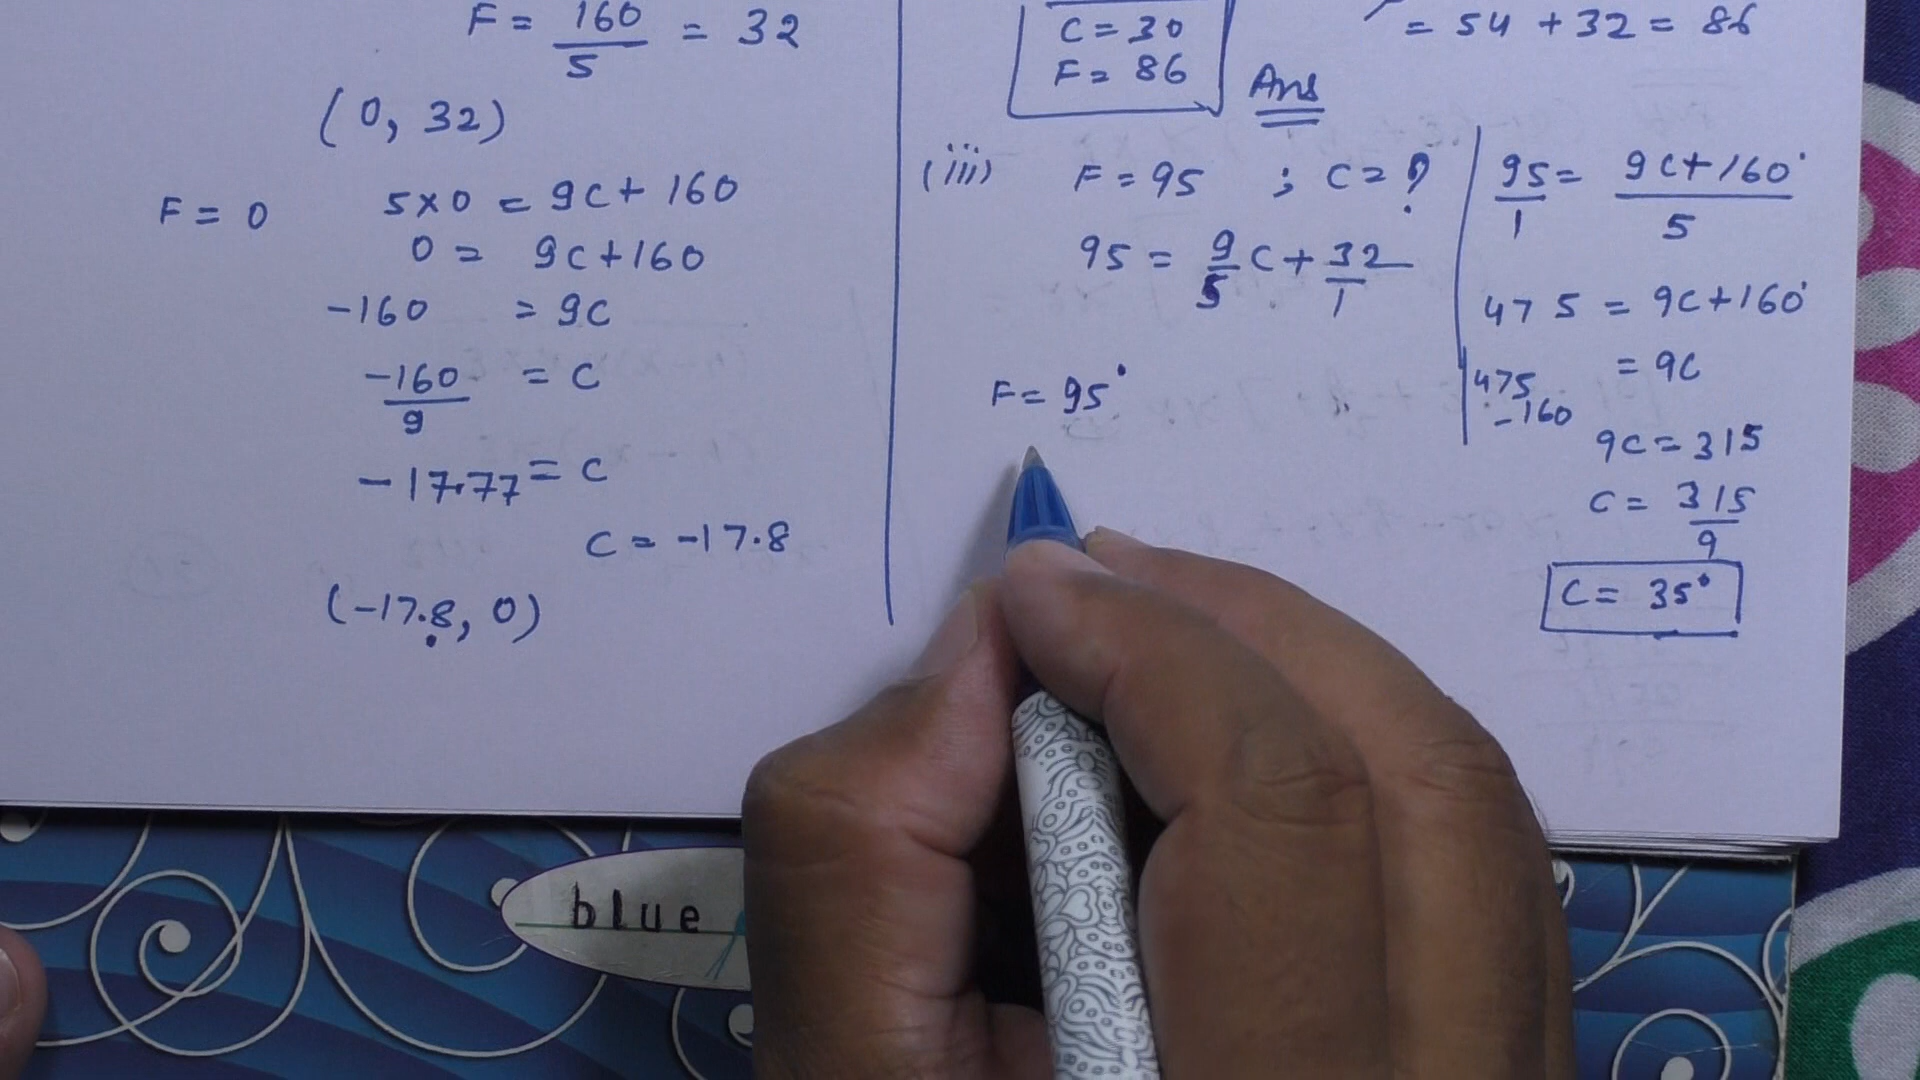 F = 160/5 = 32
(0, 32)
F = 0 5×0 = 9C + 160
0 = 9C+160
-160 = 9C
-160/9 = C
-17.77 = C
C = -17.8
(-17.8, 0)
C = 30
F = 86
Ans
= 54 + 32 = 86
(iii) F = 95 ; C = ?
95 = 9/5 C + 32/1
F = 95°
95/1 = 9C+160/5
475 = 9C+160
475 - 160 = 9C
9C = 315
C = 315/9
C = 35°
blue